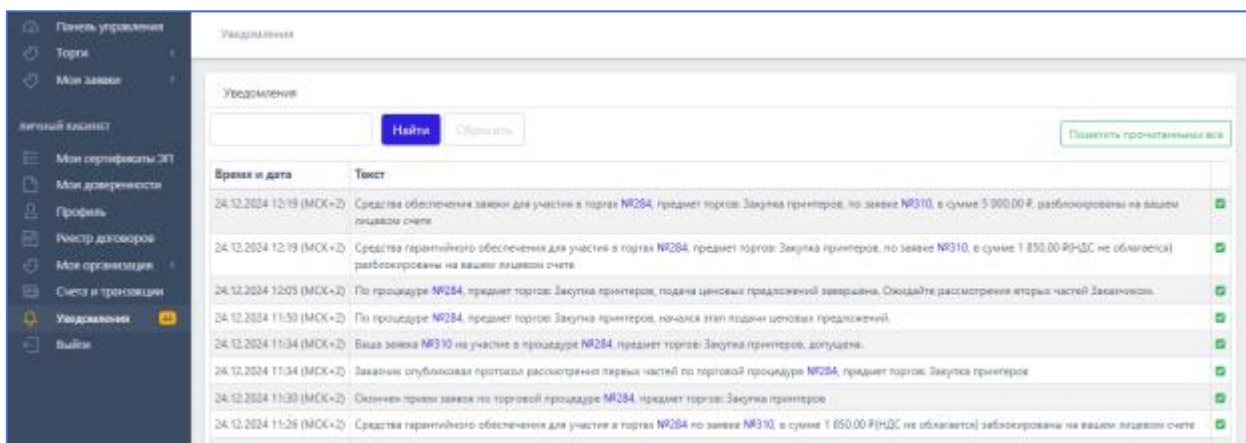 Панель управления
Торги
Мои заявки
ЛИЧНЫЙ КАБИНЕТ
Мои сертификаты ЭП
Мои доверенности
Профиль
Реестр договоров
Моя организация
Счета и транзакции
Уведомления
Выйти
Уведомления
Уведомления
Найти Сбросить
Пометить прочитанными все
Время и дата Текст
24.12.2024 12:19 (МСК+2) Средства обеспечения заявки для участия в торгах №284, предмет торгов: Закупка принтеров, по заявке №310, в сумме 5 000.00 ₽, разблокированы на вашем
лицевом счете
24.12.2024 12:19 (МСК+2) Средства гарантийного обеспечения для участия в торгах №284, предмет торгов: Закупка принтеров, по заявке №310, в сумме 1 850.00 ₽(НДС не облагается)
разблокированы на вашем лицевом счете
24.12.2024 12:05 (МСК+2) По процедуре №284, предмет торгов: Закупка принтеров, подача ценовых предложений завершена. Ожидайте рассмотрения вторых частей Заказчиком.
24.12.2024 11:50 (МСК+2) По процедуре №284, предмет торгов: Закупка принтеров, начался этап подачи ценовых предложений.
24.12.2024 11:34 (МСК+2) Ваша заявка №310 на участие в процедуре №284, предмет торгов: Закупка принтеров, допущена.
24.12.2024 11:34 (МСК+2) Заказчик опубликовал протокол рассмотрения первых частей по торговой процедуре №284, предмет торгов: Закупка принтеров
24.12.2024 11:30 (МСК+2) Окончен прием заявок по торговой процедуре №284, предмет торгов: Закупка принтеров
24.12.2024 11:26 (МСК+2) Средства гарантийного обеспечения для участия в торгах №284 по заявке №310, в сумме 1 850.00 ₽(НДС не облагается) заблокированы на вашем лицевом счете